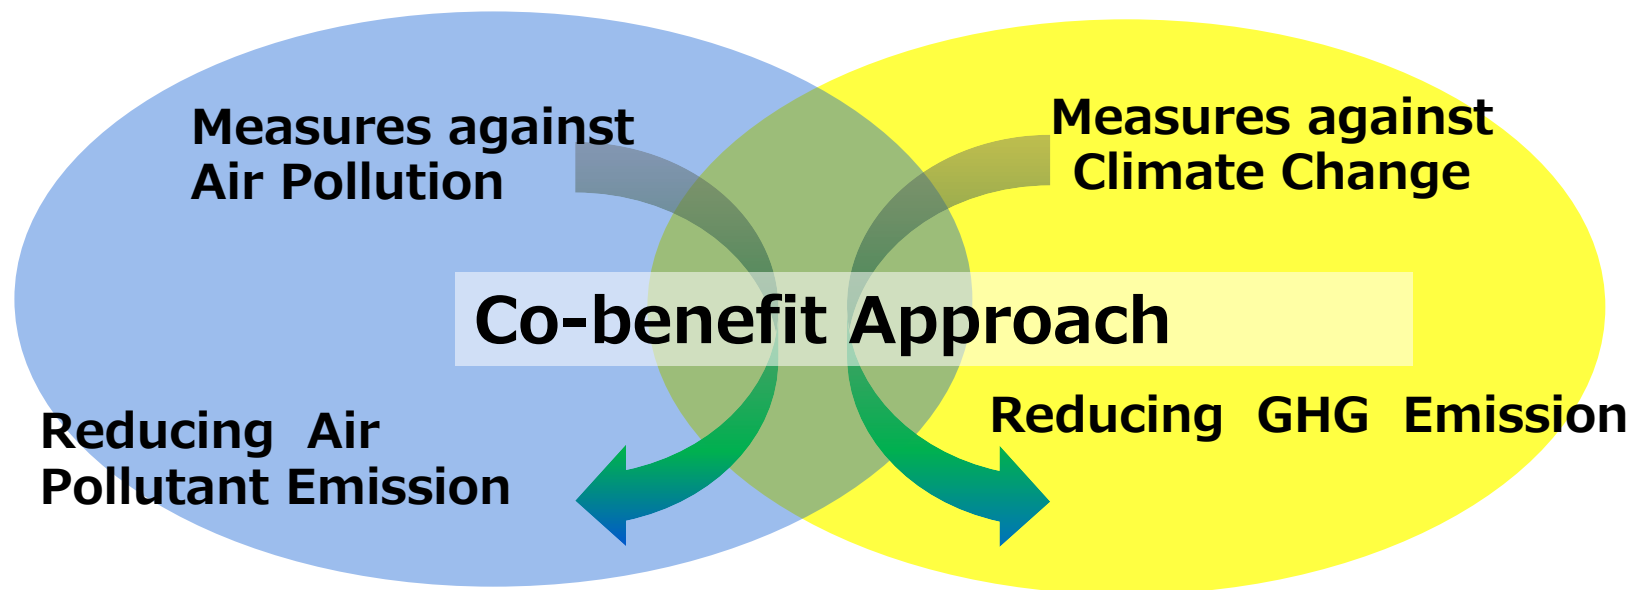 Measures against
Air Pollution
Measures against
Climate Change
Co-benefit Approach
Reducing Air
Pollutant Emission
Reducing GHG Emission